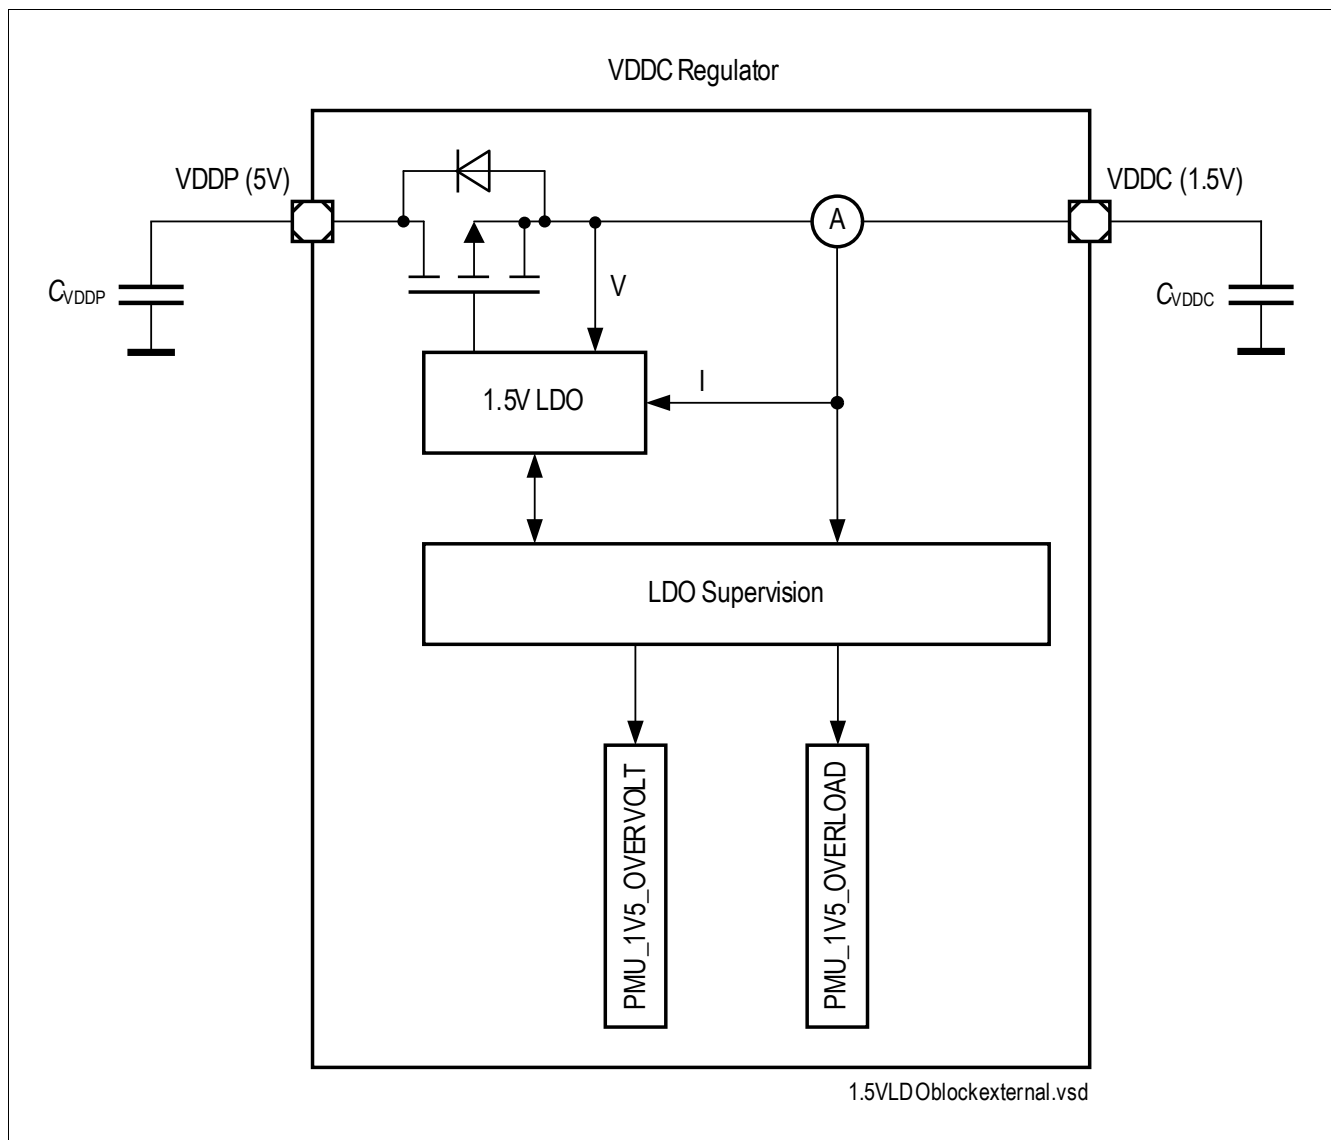 VDDC Regulator
VDDP (5V)
VDDC (1.5V)
A
CVDDP
V
CVDDC
1.5V LDO
I
LDO Supervision
PMU_1V5_OVERVOLT
PMU_1V5_OVERLOAD
1.5VLDOblockexternal.vsd